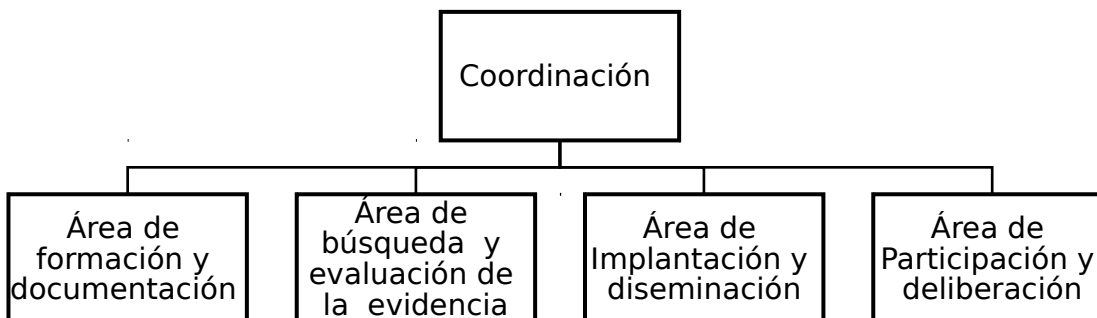 Coordinación
Área de
formación y
documentación
Área de
búsqueda y
evaluación de
la evidencia
Área de
Implantación y
diseminación
Área de
Participación y
deliberación